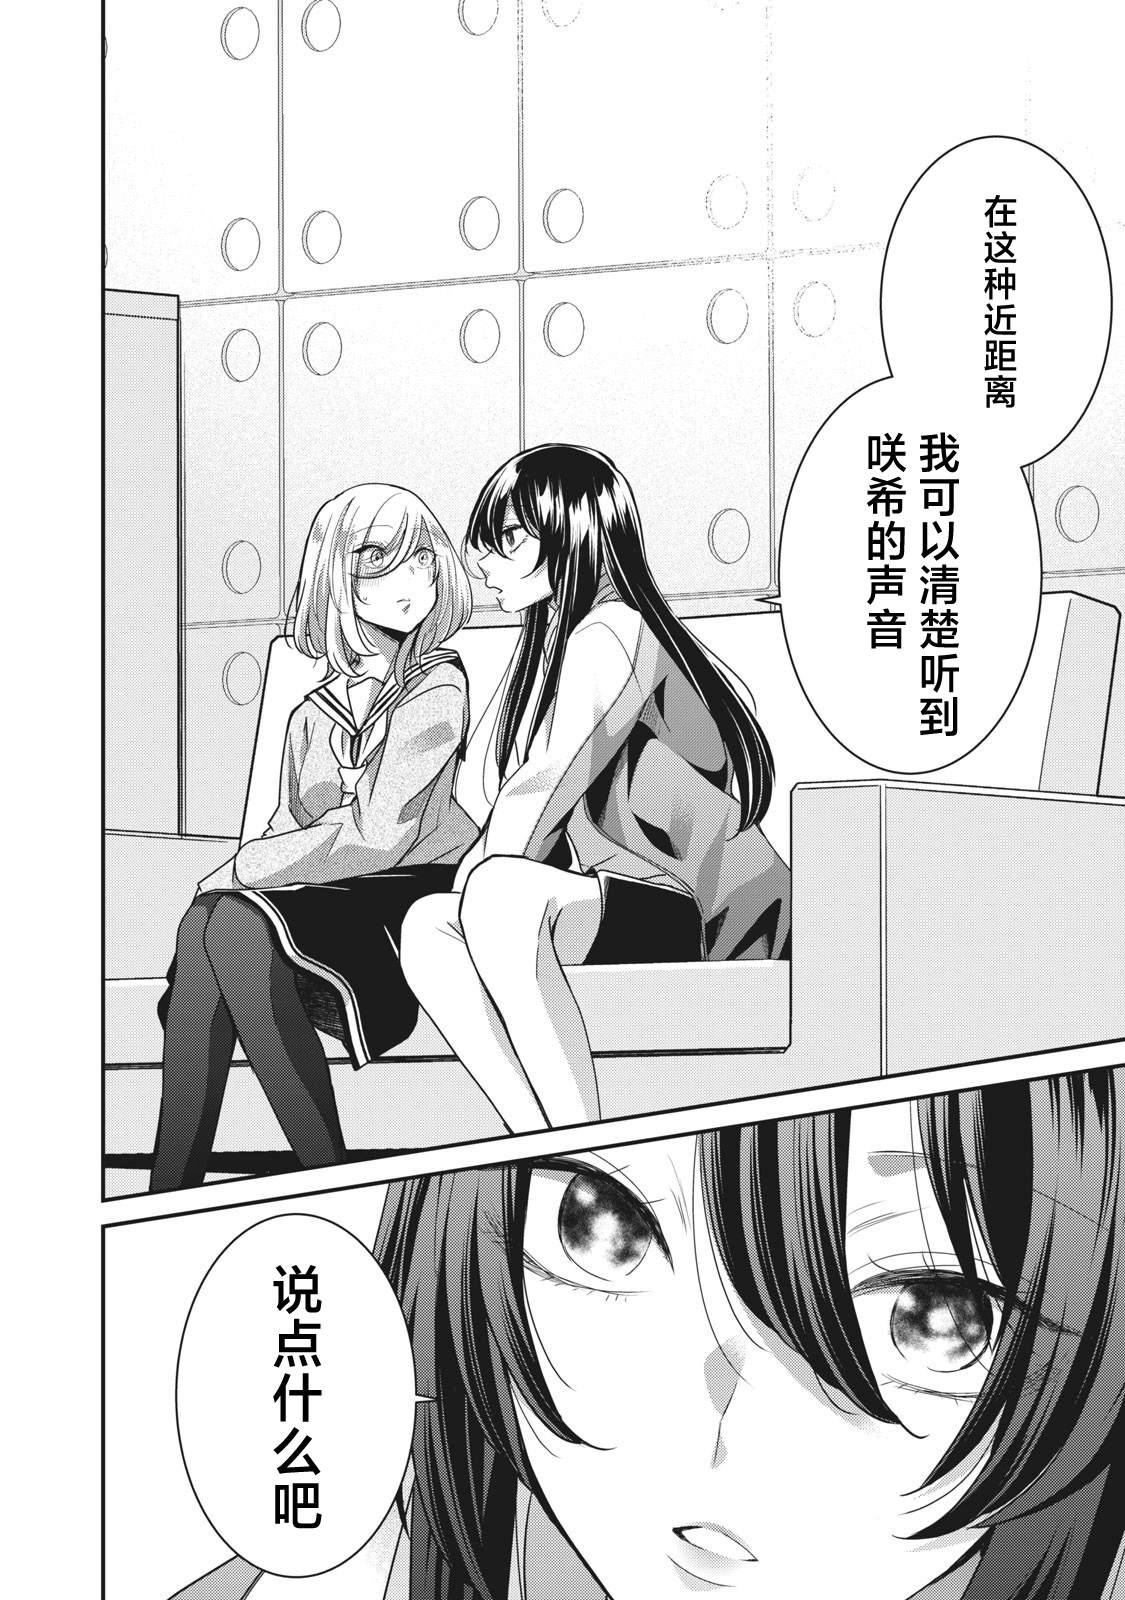 在这种近距离
我可以清楚听到
咲希的声音
说点什么吧